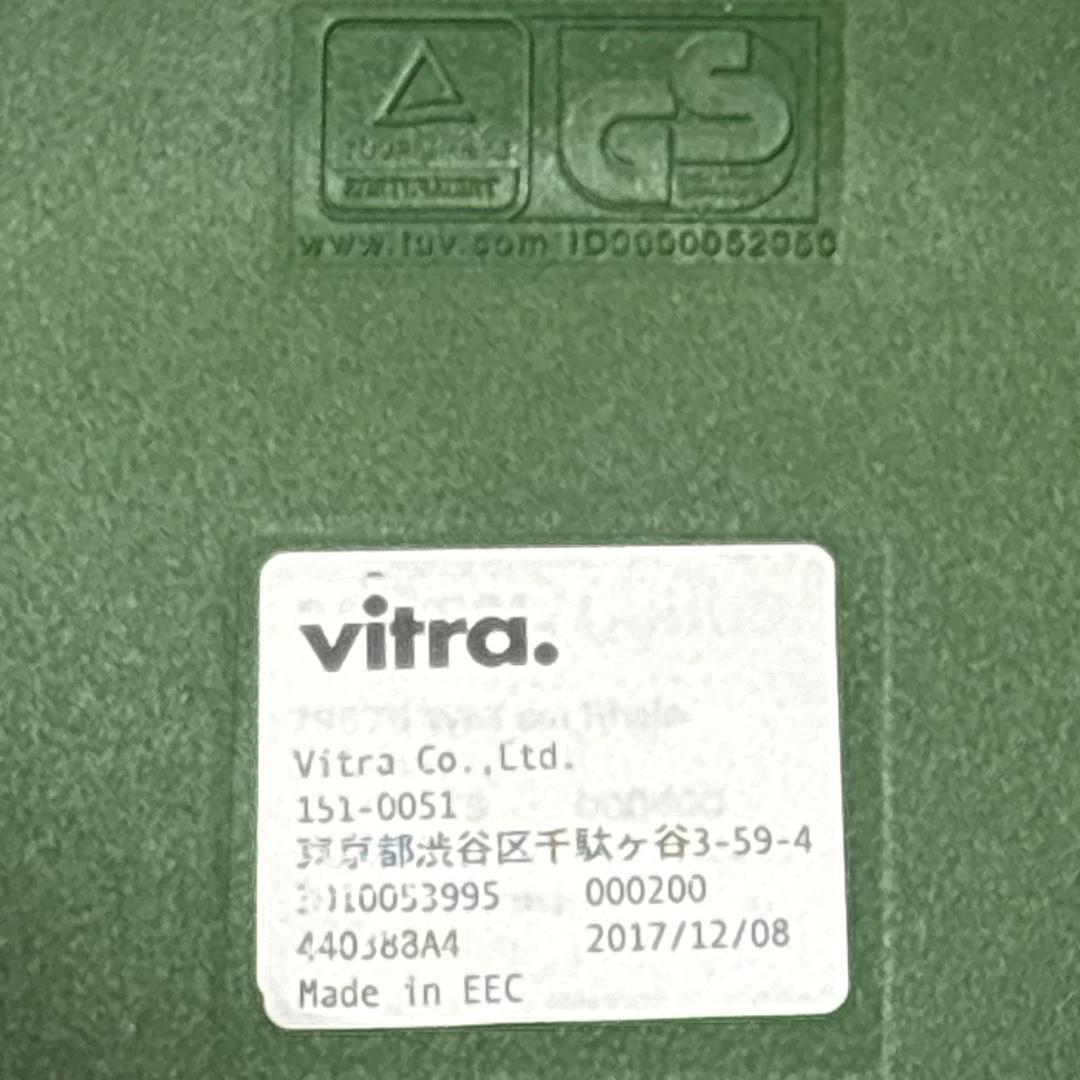 GS
www.tuv.com ID0000052050
vitra.
Vitra Co.,Ltd.
151-0051
東京都渋谷区千駄ヶ谷3-59-4
000200
2017/12/08
Made in EEC